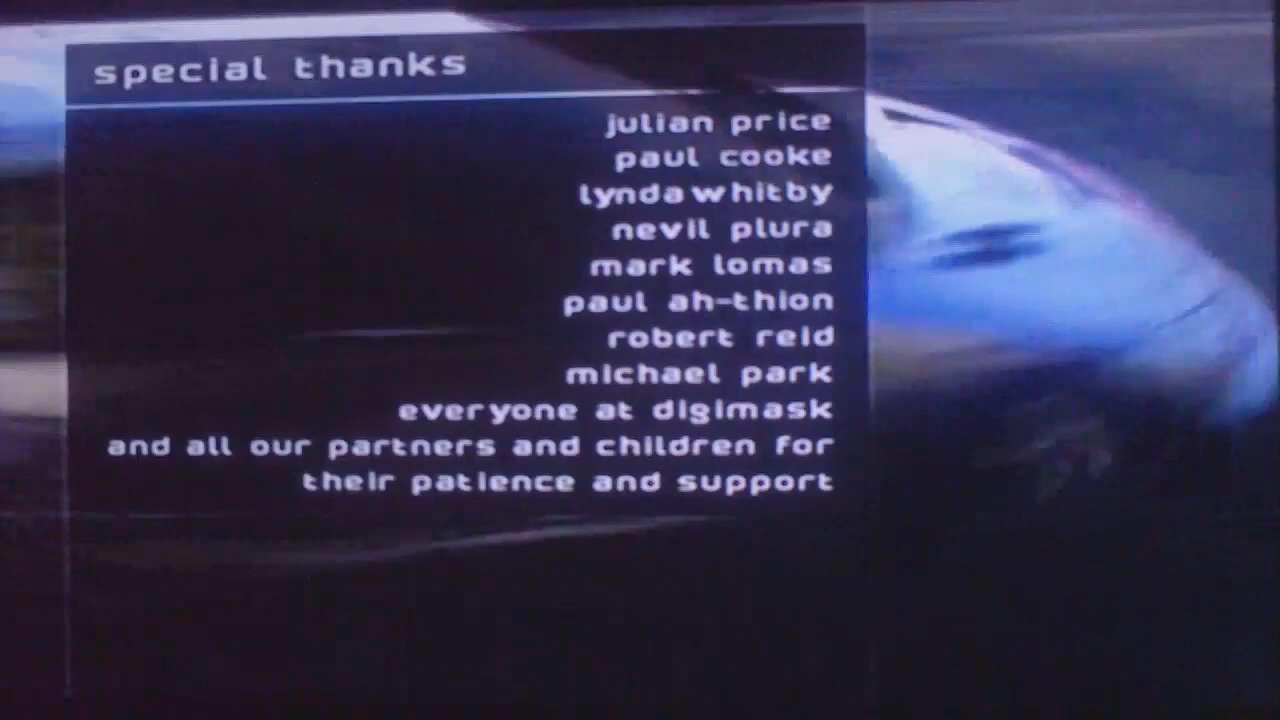 special thanks
julian price
paul cooke
lynda whitby
nevil plura
mark lomas
paul ah-thion
robert reid
michael park
everyone at digimask
and all our partners and children for
their patience and support